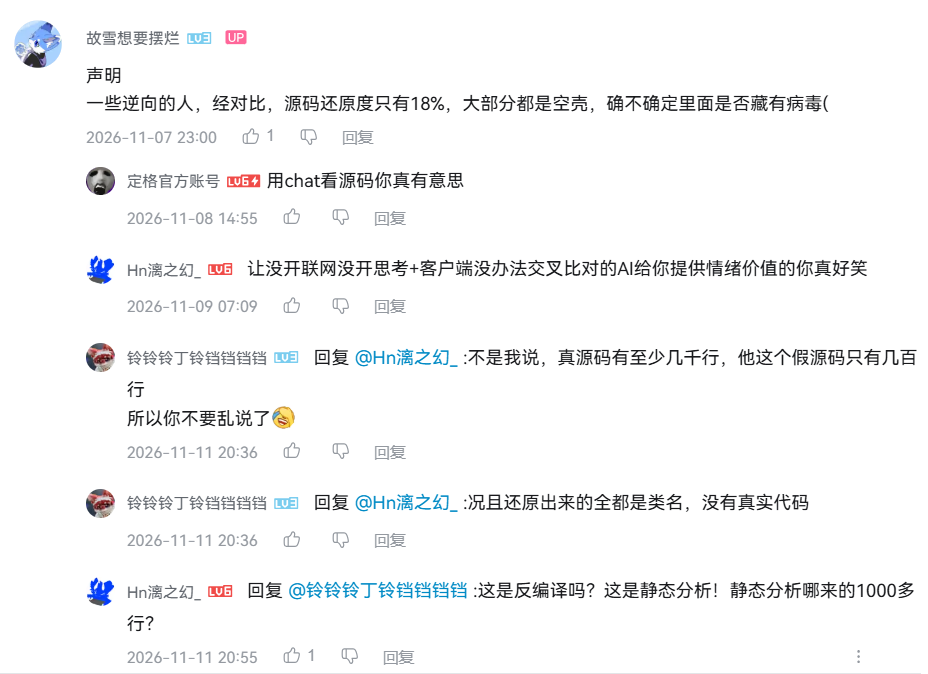 故雪想要摆烂 LV3 UP
声明
一些逆向的人，经对比，源码还原度只有18%，大部分都是空壳，确不确定里面是否藏有病毒(
2026-11-07 23:00 1 回复
定格官方账号 LV6 用chat看源码你真有意思
2026-11-08 14:55 回复
Hn漓之幻_ LV6 让没开联网没开思考+客户端没办法交叉比对的AI给你提供情绪价值的你真好笑
2026-11-09 07:09 回复
铃铃铃丁铃铛铛铛铛 LV3 回复 @Hn漓之幻_ :不是我说，真源码有至少几千行，他这个假源码只有几百
行
所以你不要乱说了
2026-11-11 20:36 回复
铃铃铃丁铃铛铛铛铛 LV3 回复 @Hn漓之幻_ :况且还原出来的全都是类名，没有真实代码
2026-11-11 20:36 回复
Hn漓之幻_ LV6 回复 @铃铃铃丁铃铛铛铛铛 :这是反编译吗？这是静态分析！静态分析哪来的1000多
行？
2026-11-11 20:55 1 回复